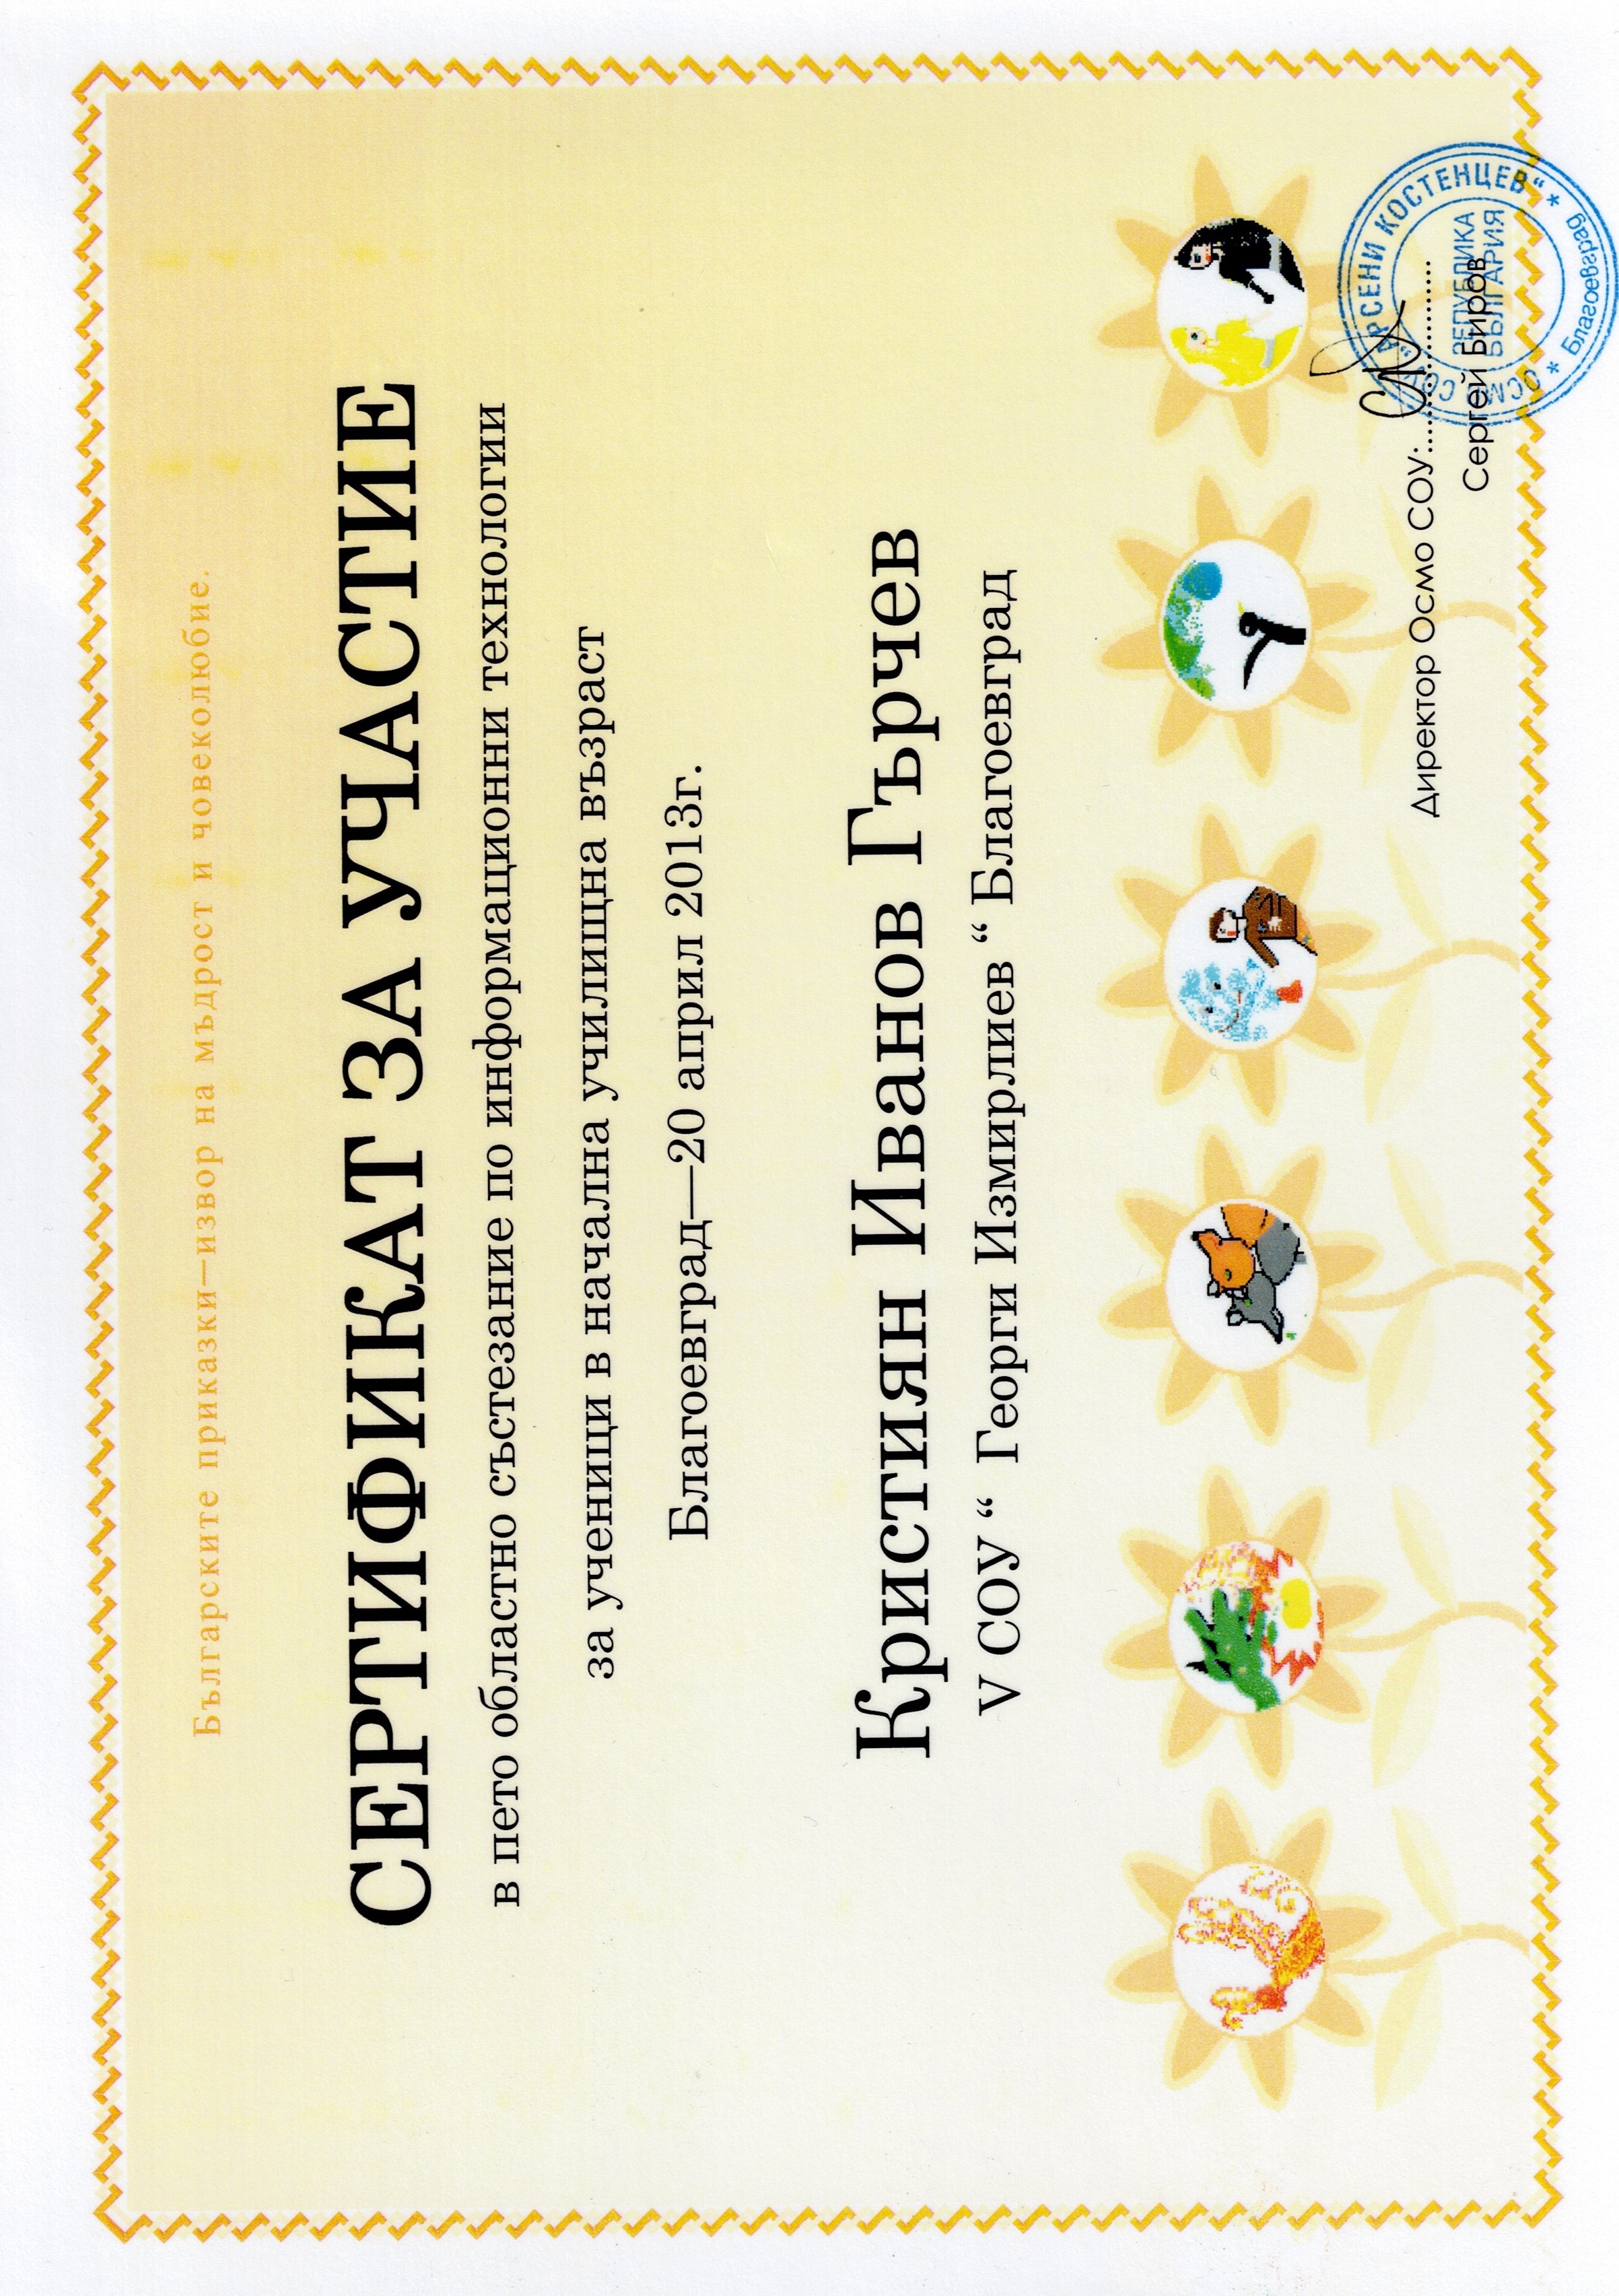 Българските приказки—извор на мъдрост и човеколюбие.
СЕРТИФИКАТ ЗА УЧАСТИЕ
в пето областно състезание по информационни технологии
за ученици в начална училищна възраст
Благоевград—20 април 2013г.
Кристиян Иванов Гърчев
V СОУ “ Георги Измирлиев “ Благоевград
Директор Осмо СОУ:......................
Сергей Биров
ОСМО СОУ „АРСЕНИ КОСТЕНЦЕВ“
РЕПУБЛИКА
БЪЛГАРИЯ
* Благоевград *